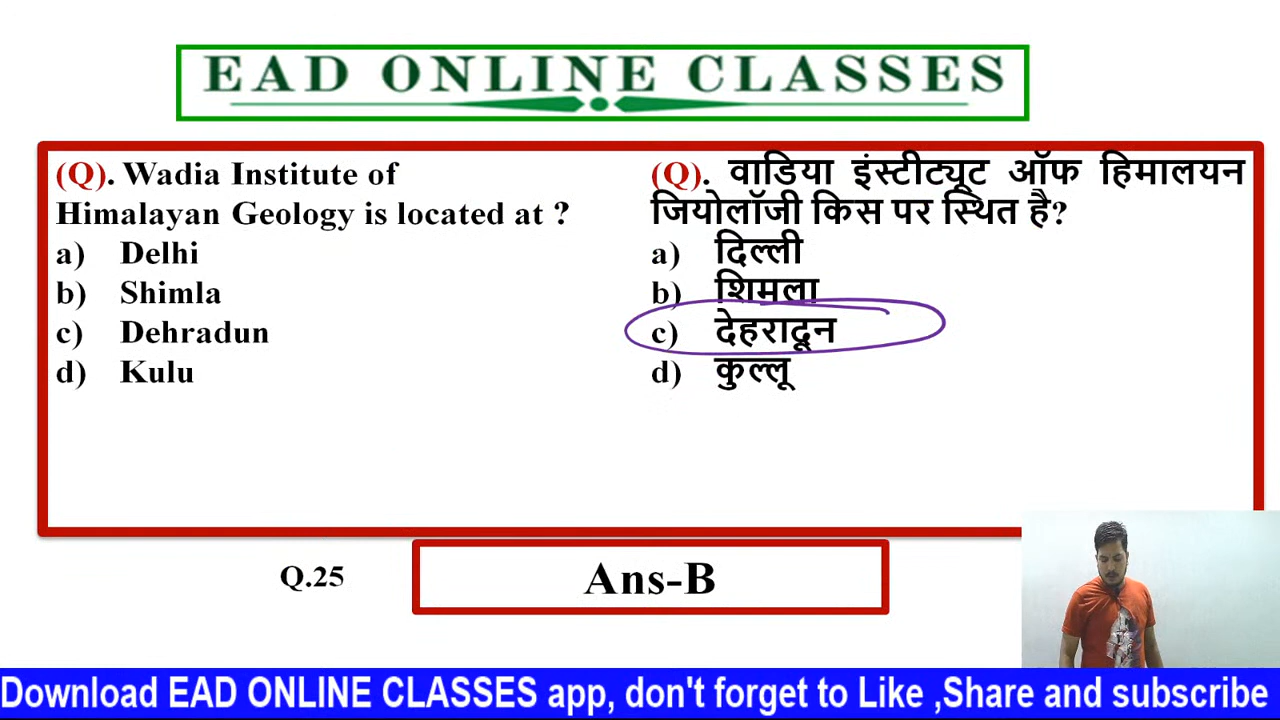 EAD ONLINE CLASSES
(Q). Wadia Institute of
Himalayan Geology is located at ?
a) Delhi
b) Shimla
c) Dehradun
d) Kulu
(Q). वाडिया इंस्टीट्यूट ऑफ हिमालयन
जियोलॉजी किस पर स्थित है?
a) दिल्ली
b) शिमला
c) देहरादून
d) कुल्लू
Q.25
Ans-B
Download EAD ONLINE CLASSES app, don't forget to Like ,Share and subscribe